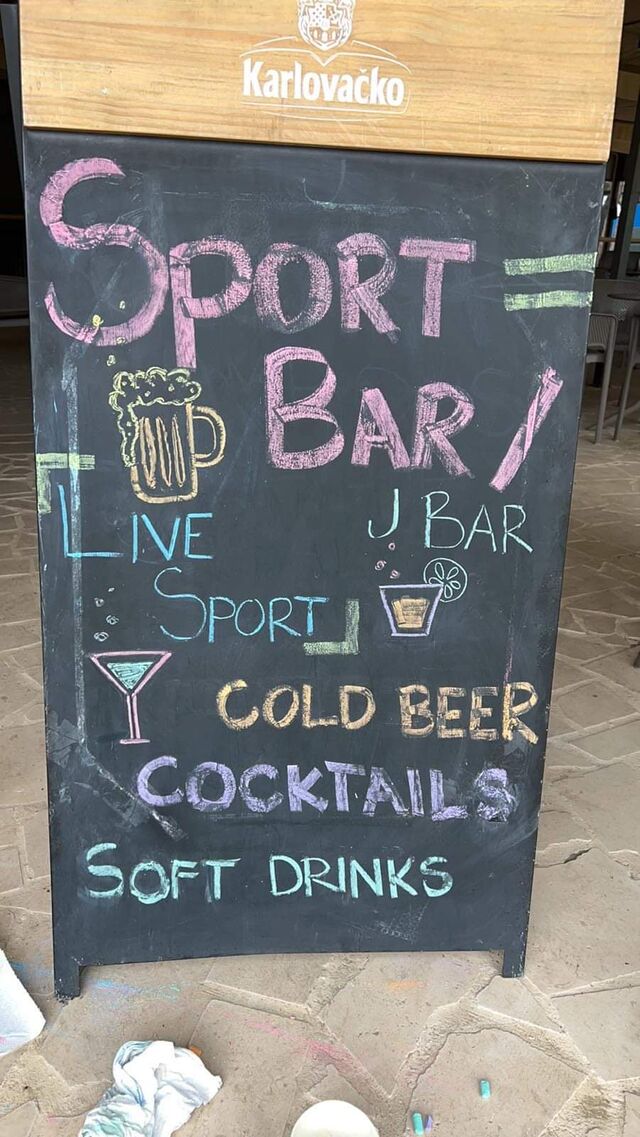 Karlovačko
SPORT
BAR
LIVE
J BAR
SPORT
COLD BEER
COCKTAILS
SOFT DRINKS